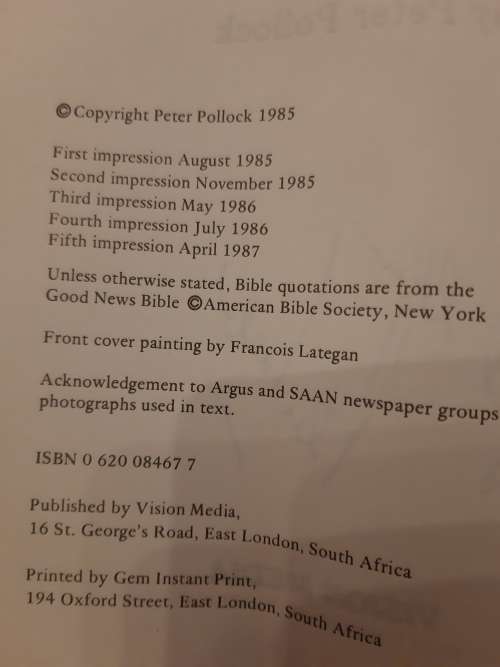 ©Copyright Peter Pollock 1985
First impression August 1985
Second impression November 1985
Third impression May 1986
Fourth impression July 1986
Fifth impression April 1987
Unless otherwise stated, Bible quotations are from the
Good News Bible ©American Bible Society, New York
Front cover painting by Francois Lategan
Acknowledgement to Argus and SAAN newspaper groups
photographs used in text.
ISBN 0 620 08467 7
Published by Vision Media,
16 St. George's Road, East London, South Africa
Printed by Gem Instant Print,
194 Oxford Street, East London, South Africa